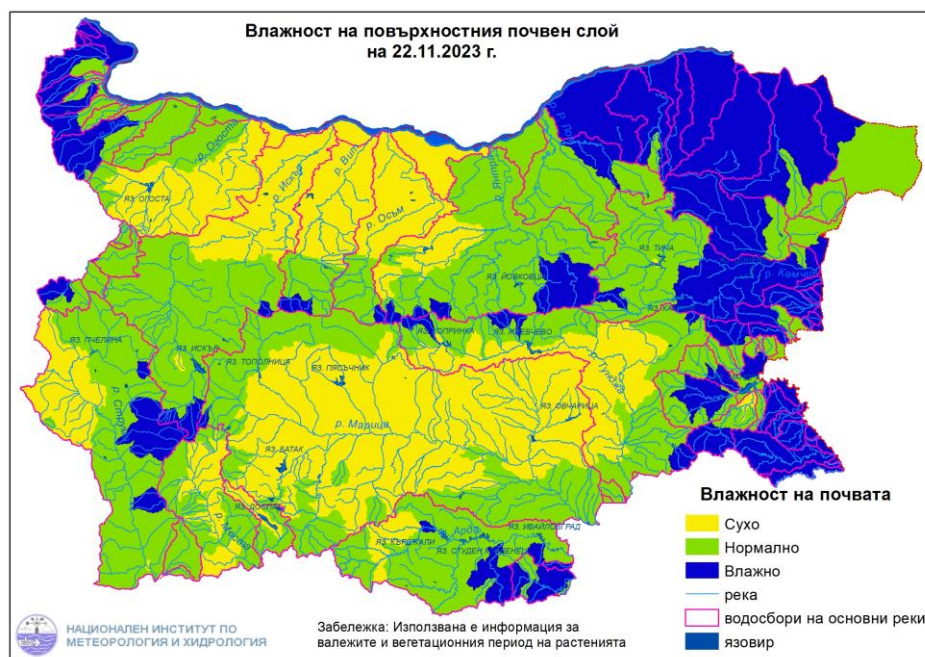 Влажност на повърхностния почвен слой
на 22.11.2023 г.
р. Огоста
р. Искър
р. Вит
р. Осъм
р. Янтра
ЯЗ. ОГОСТА
ЯЗ. ТИЧА
ЯЗ. ЙОВКОВЦИ
р. Камчия
ЯЗ. КОПРИНКА
ЯЗ. ЖРЕБЧЕВО
ЯЗ. ПЧЕЛИНА
ЯЗ. ИСКЪР
ЯЗ. ТОПОЛНИЦА
ЯЗ. ПЯСЪЧНИК
р. Тунджа
ЯЗ. ОВЧАРИЦА
р. Марица
р. Струма
ЯЗ. БАТАК
ЯЗ. ДОСПАТ
р. Места
р. Арда
ЯЗ. ИВАЙЛОВГРАД
ЯЗ. КЪРЕЖАЛИ
ЯЗ. СТУДЕН КЛАДЕНЕЦ
Влажност на почвата
Сухо
Нормално
Влажно
река
водосбори на основни реки
язовир
НАЦИОНАЛЕН ИНСТИТУТ ПО
МЕТЕОРОЛОГИЯ И ХИДРОЛОГИЯ
Забележка: Използвана е информация за
валежите и вегетационния период на растенията